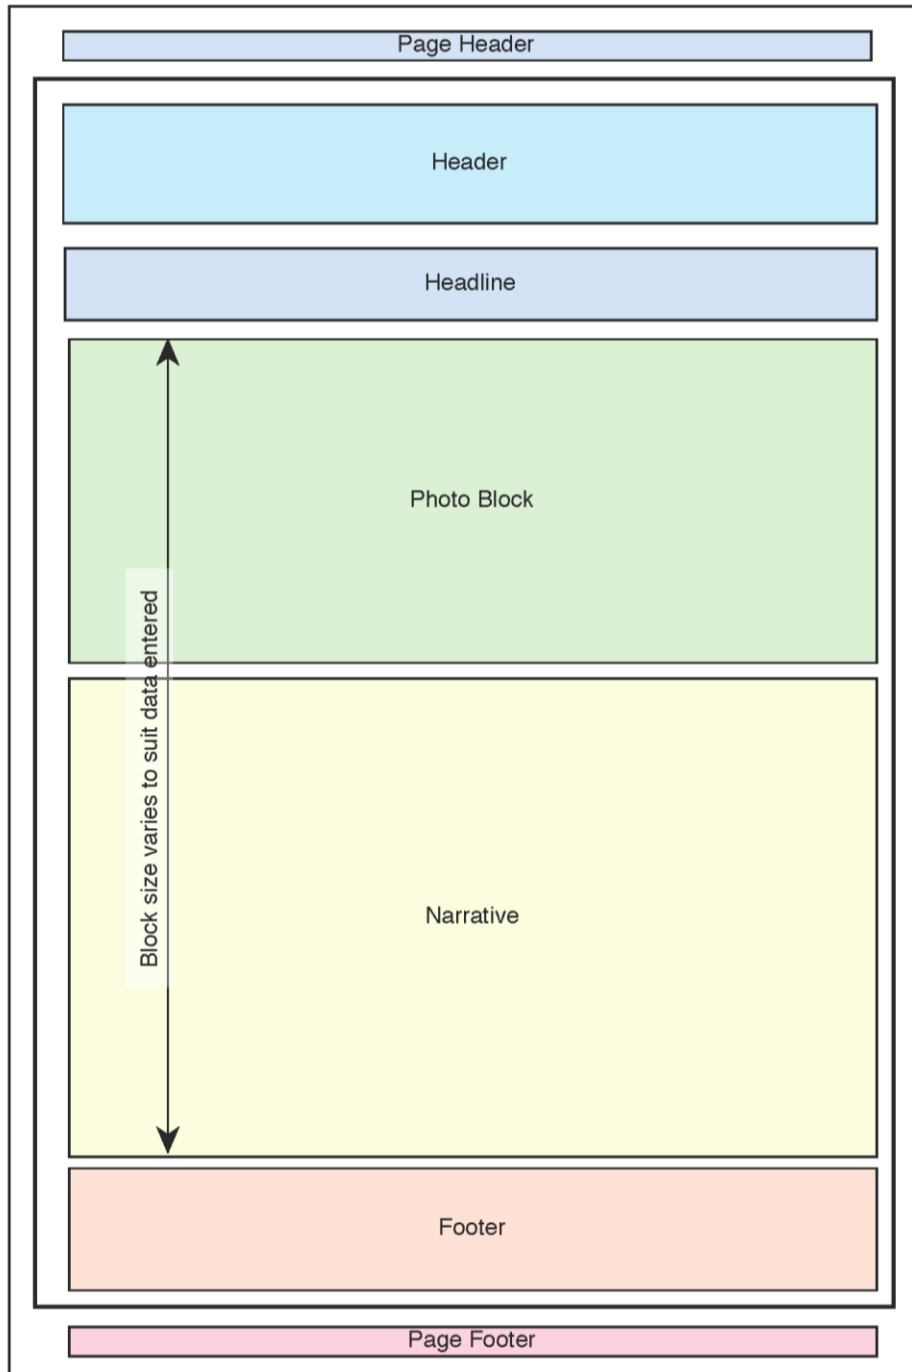 Page Header
Header
Headline
Photo Block
Block size varies to suit data entered
Narrative
Footer
Page Footer